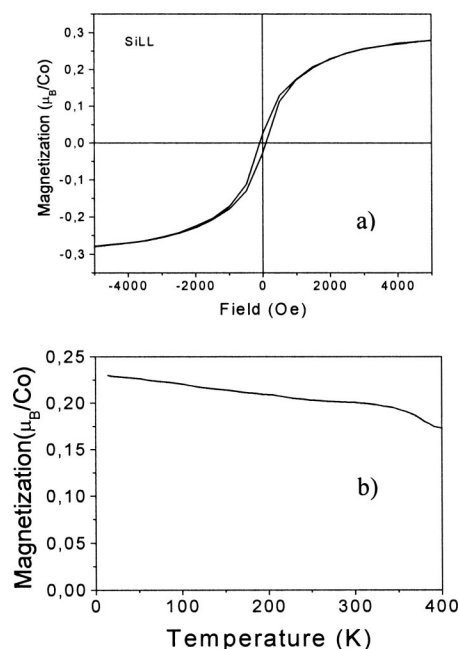 SiLL
Magnetization (μB/Co)
0,3
0,2
0,1
0,0
-0,1
-0,2
-0,3
a)
-4000 -2000 0 2000 4000
Field (Oe)
Magnetization(μB/Co)
0,25
0,20
0,15
0,10
0,05
0,00
b)
0 100 200 300 400
Temperature (K)